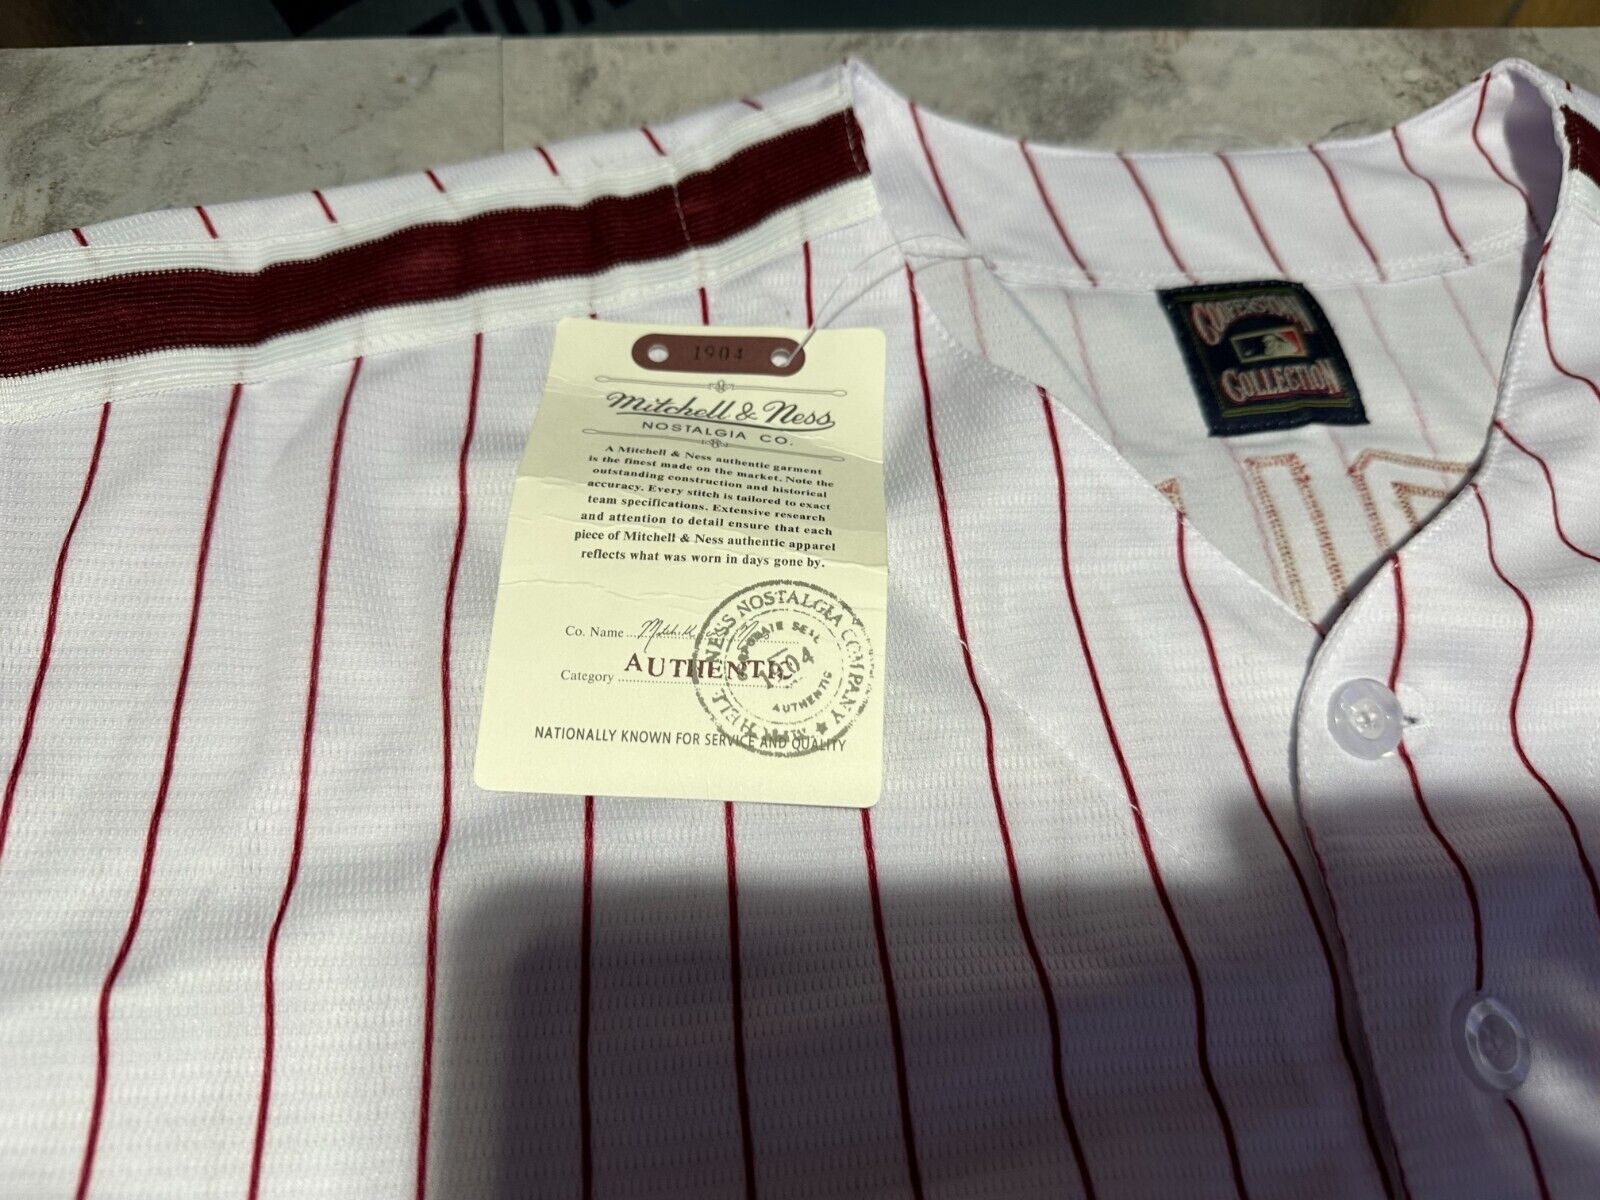 1904
Mitchell & Ness
NOSTALGIA CO.
A Mitchell & Ness authentic garment
is the finest made on the market. Note the
outstanding construction and historical
accuracy. Every stitch is tailored to exact
team specifications. Extensive research
and attention to detail ensure that each
piece of Mitchell & Ness authentic apparel
reflects what was worn in days gone by.
Co. Name
Category AUTHENTIC
NATIONALLY KNOWN FOR SERVICE AND QUALITY
NESS NOSTALGIA COMPANY
SEAL
1904
AUTHENTIC
COLLECTION